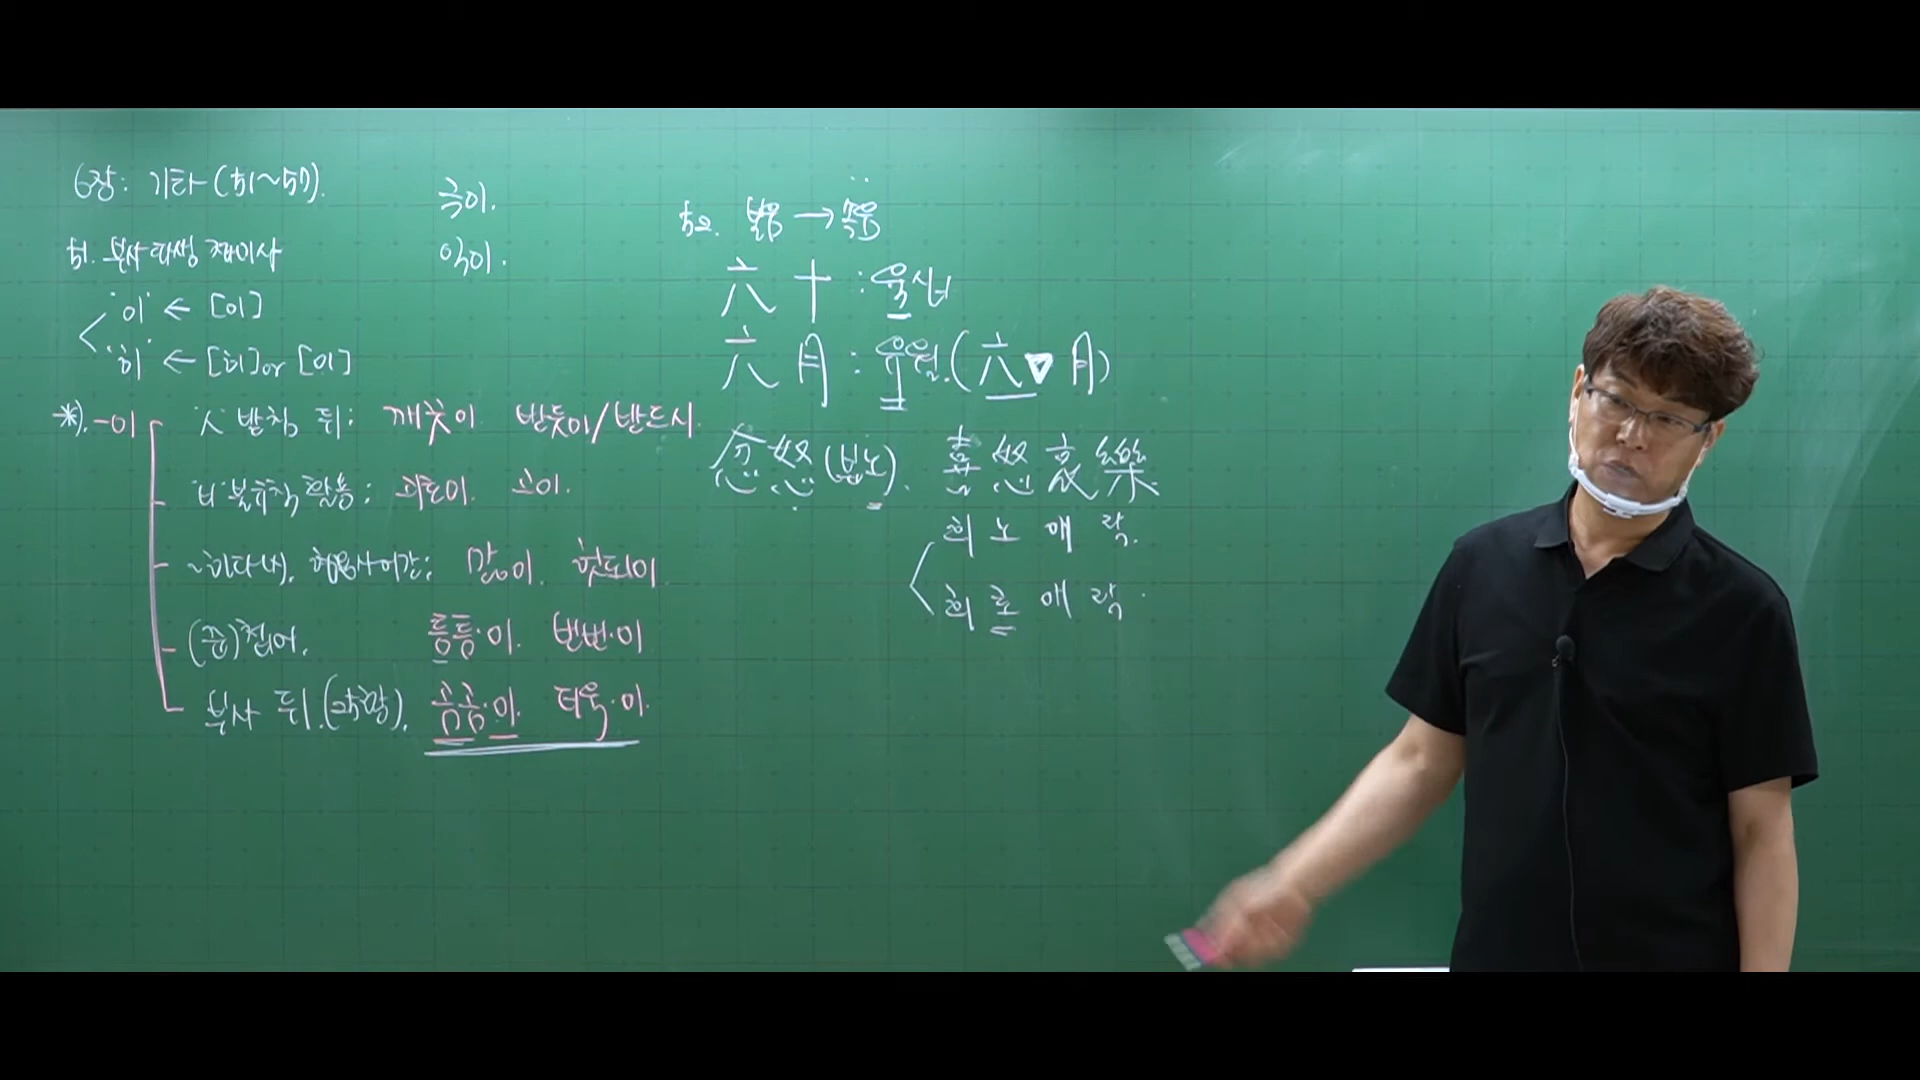 6장: 기타(51~57).
51. 부사 파생 접미사
'이' ← [이]
'히' ← [히]or [이]
극이.
악이.
*). -이
'ㅅ' 받침 뒤: 깨끗이 반듯이/반드시.
'ㅂ' 불규칙 활용: 괴로이. 고이.
~하다(x). 형용사 어간: 많이. 헛되이
(준)첩어. 틈틈·이. 번번·이
부사 뒤.(각항). 곰곰·이. 더욱·이.
52. 본음 → 속음
六 十 : 육십
六 月 : 유월.(六▽月)
忿怒(분노). 喜怒哀樂.
희 노 애 락.
희 로 애 락.